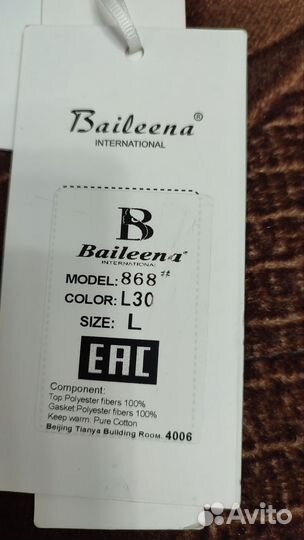 Baileena®
INTERNATIONAL
B
Baileena®
INTERNATIONAL
MODEL: 868#
COLOR: L30
SIZE: L
EAC
Component:
Top Polyester fibers 100%
Gasket Polyester fibers 100%
Keep warm: Pure Cotton
Beijing Tianya Building Room. 4006
Avito